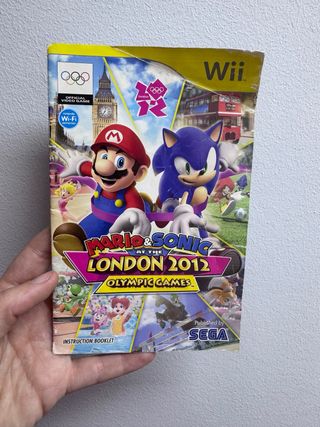 Wii
OFFICIAL
VIDEO GAME
Wi-Fi
MARIO & SONIC
AT THE
LONDON 2012
OLYMPIC GAMES
Published by
SEGA
INSTRUCTION BOOKLET